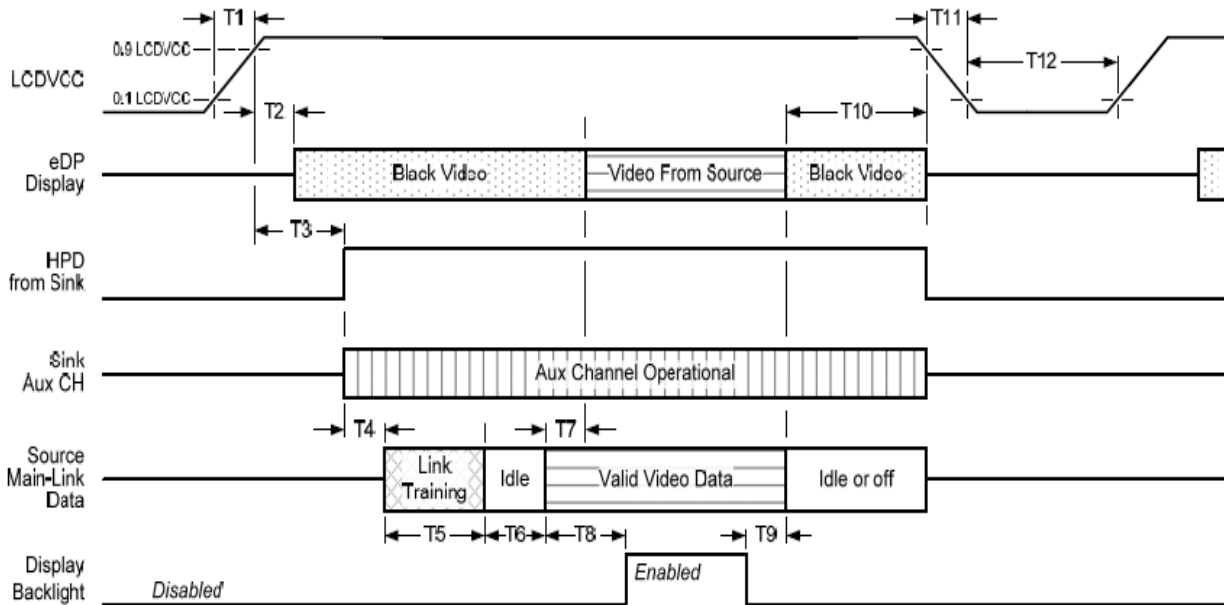 T1
T11
0.9 LCDVCC
T12
LCDVCC
0.1 LCDVCC
T2
T10
eDP
Display
Black Video
Video From Source
Black Video
T3
HPD
from Sink
Sink
Aux CH
Aux Channel Operational
T4
T7
Source
Main-Link
Data
Link
Training
Idle
Valid Video Data
Idle or off
T5
T6
T8
T9
Display
Backlight
Disabled
Enabled